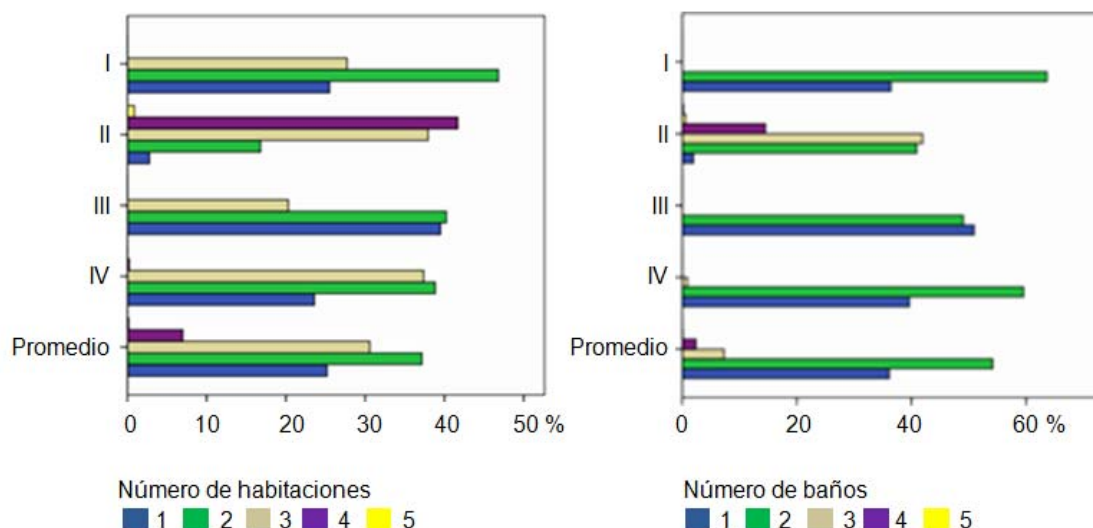 I
II
III
IV
Promedio
0 10 20 30 40 50 %
Número de habitaciones
1 2 3 4 5
I
II
III
IV
Promedio
0 20 40 60 %
Número de baños
1 2 3 4 5